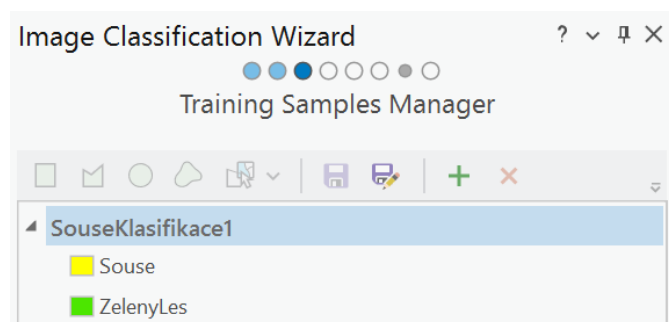 Image Classification Wizard
Training Samples Manager
SouseKlasifikace1
Souse
ZelenyLes